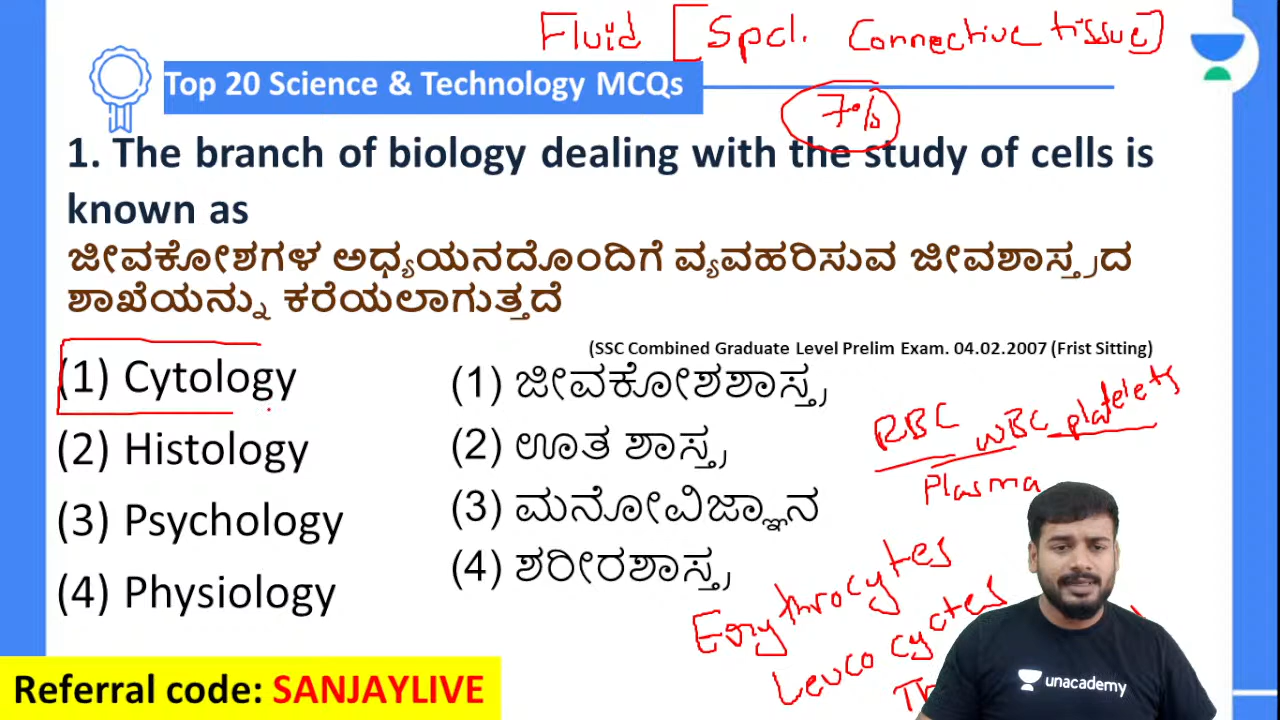 Fluid [Spcl. Connective tissue]
Top 20 Science & Technology MCQs
7%
1. The branch of biology dealing with the study of cells is
known as
ಜೀವಕೋಶಗಳ ಅಧ್ಯಯನದೊಂದಿಗೆ ವ್ಯವಹರಿಸುವ ಜೀವಶಾಸ್ತ್ರದ
ಶಾಖೆಯನ್ನು ಕರೆಯಲಾಗುತ್ತದೆ
(SSC Combined Graduate Level Prelim Exam. 04.02.2007 (Frist Sitting)
(1) Cytology
(2) Histology
(3) Psychology
(4) Physiology
(1) ಜೀವಕೋಶಶಾಸ್ತ್ರ
(2) ಊತ ಶಾಸ್ತ್ರ
(3) ಮನೋವಿಜ್ಞಾನ
(4) ಶರೀರಶಾಸ್ತ್ರ
RBC WBC platelets
Plasma
Erythrocytes
Leuco cyctes
unacademy
Referral code: SANJAYLIVE